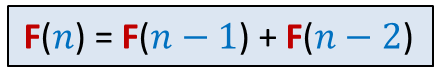 F(n) = F(n − 1) + F(n − 2)